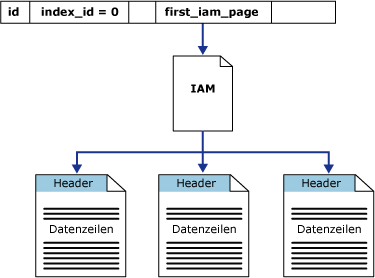 id index_id = 0 first_iam_page
IAM
Header Header Header
Datenzeilen Datenzeilen Datenzeilen